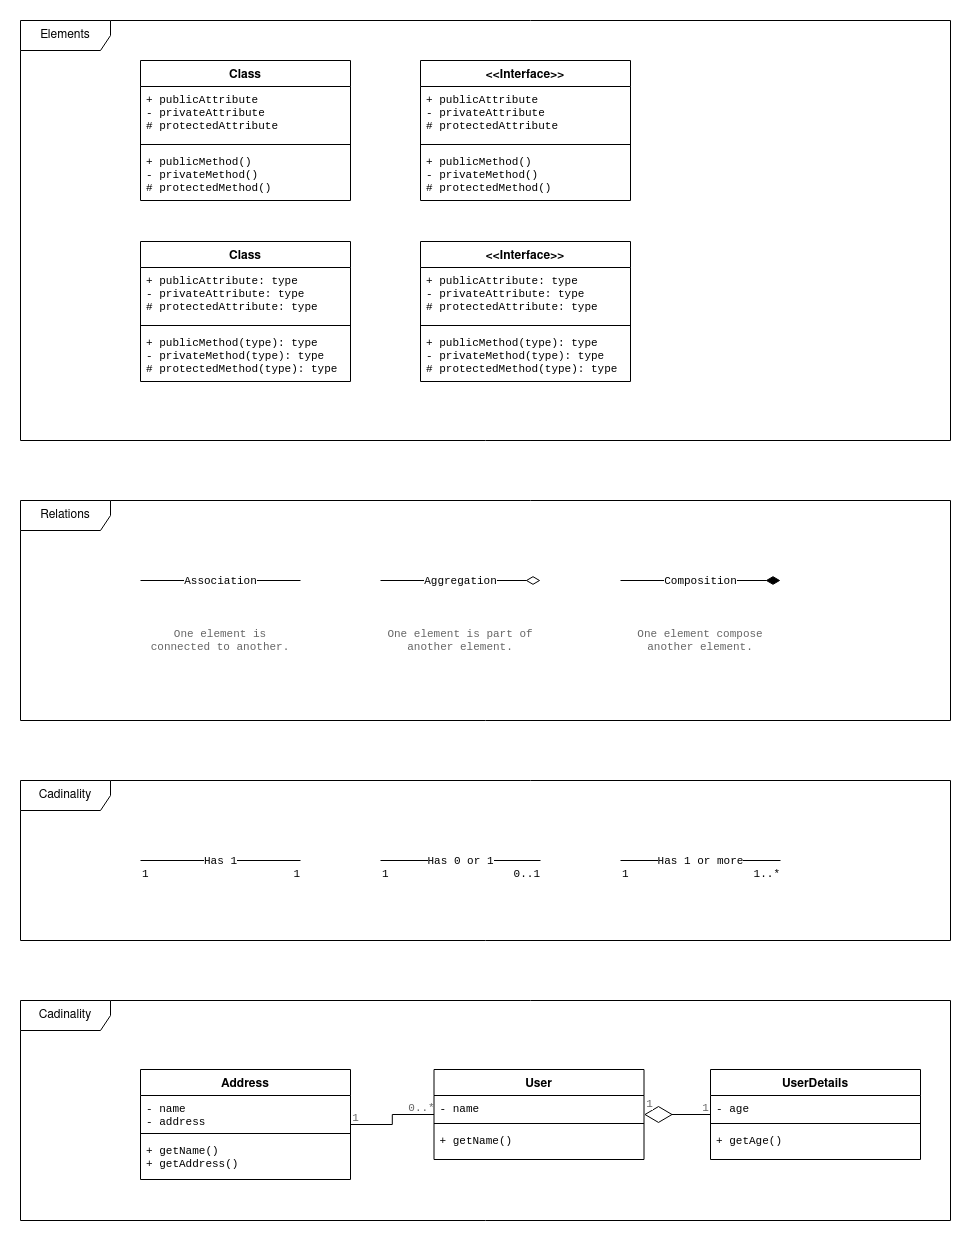 Elements
Class
+ publicAttribute
- privateAttribute
# protectedAttribute
+ publicMethod()
- privateMethod()
# protectedMethod()
<<Interface>>
+ publicAttribute
- privateAttribute
# protectedAttribute
+ publicMethod()
- privateMethod()
# protectedMethod()
Class
+ publicAttribute: type
- privateAttribute: type
# protectedAttribute: type
+ publicMethod(type): type
- privateMethod(type): type
# protectedMethod(type): type
<<Interface>>
+ publicAttribute: type
- privateAttribute: type
# protectedAttribute: type
+ publicMethod(type): type
- privateMethod(type): type
# protectedMethod(type): type
Relations
Association
One element is
connected to another.
Aggregation
One element is part of
another element.
Composition
One element compose
another element.
Cadinality
Has 1
1 1
Has 0 or 1
1 0..1
Has 1 or more
1 1..*
Cadinality
Address
- name
- address
+ getName()
+ getAddress()
1
0..*
User
- name
+ getName()
1
1
UserDetails
- age
+ getAge()